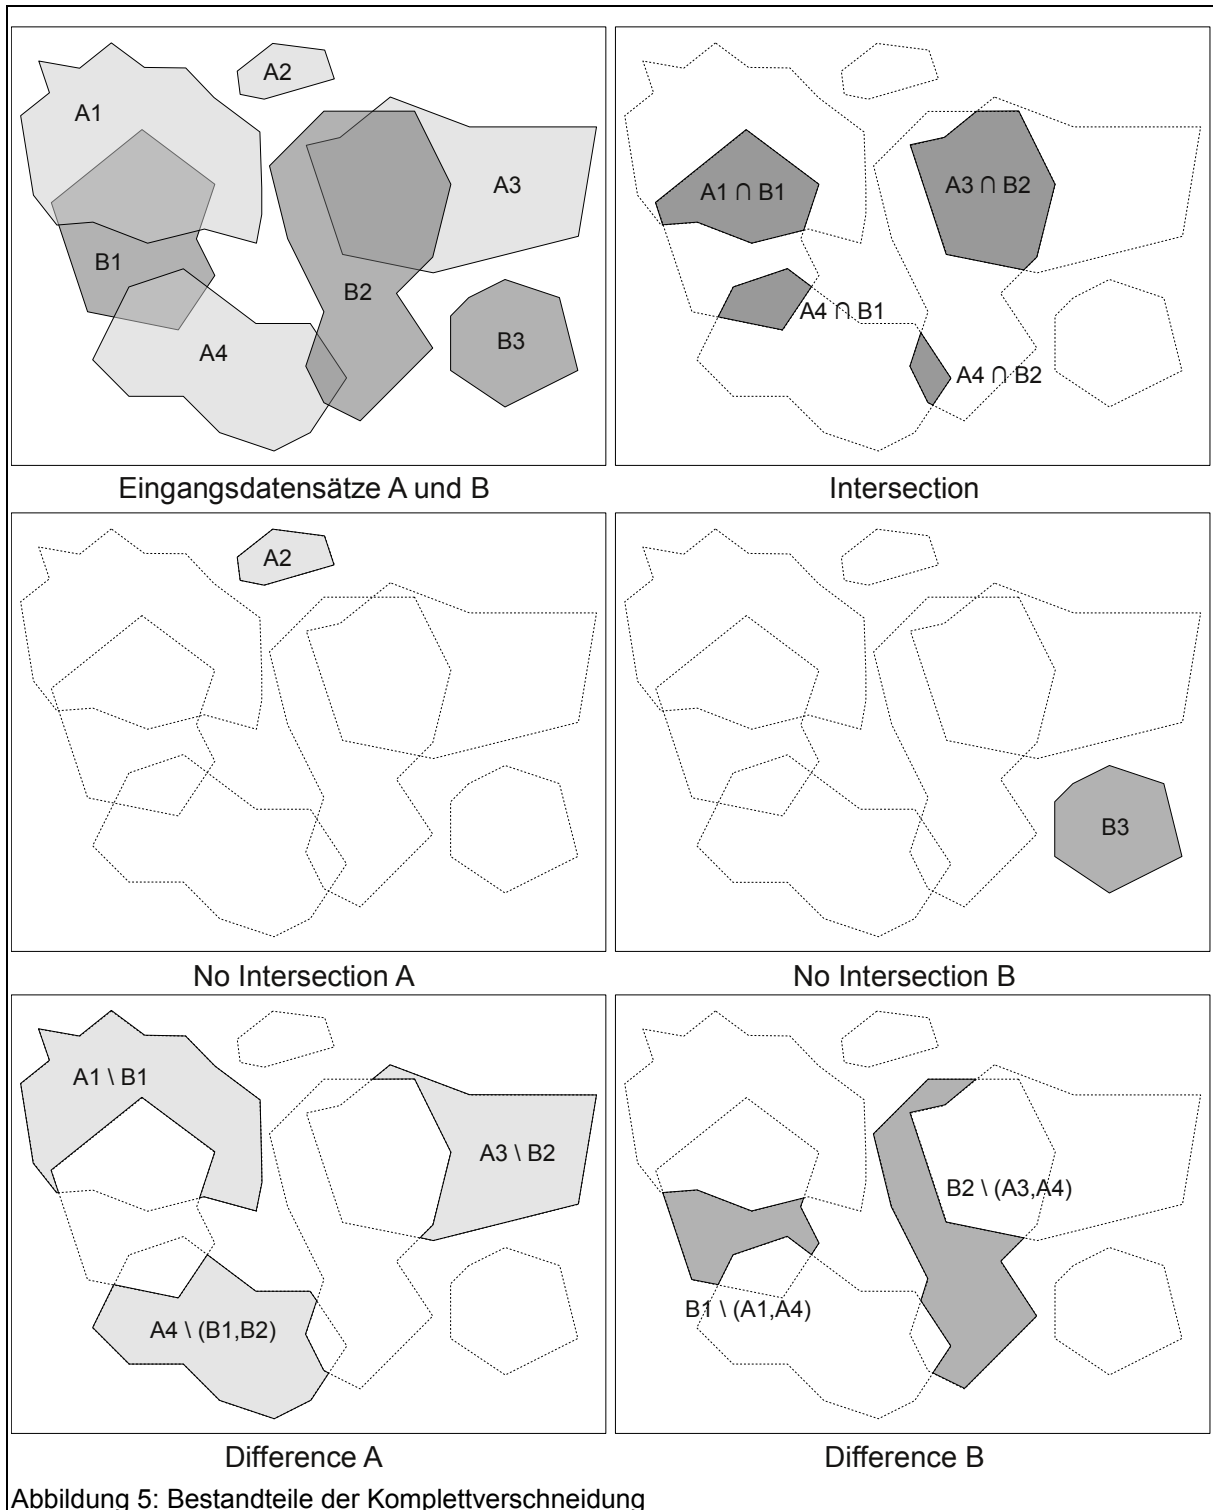 A2
A1
A3
B1
B2
B3
A4
Eingangsdatensätze A und B
A1 ∩ B1
A3 ∩ B2
A4 ∩ B1
A4 ∩ B2
Intersection
A2
No Intersection A
B3
No Intersection B
A1 \ B1
A3 \ B2
A4 \ (B1,B2)
Difference A
B2 \ (A3,A4)
B1 \ (A1,A4)
Difference B
Abbildung 5: Bestandteile der Komplettverschneidung